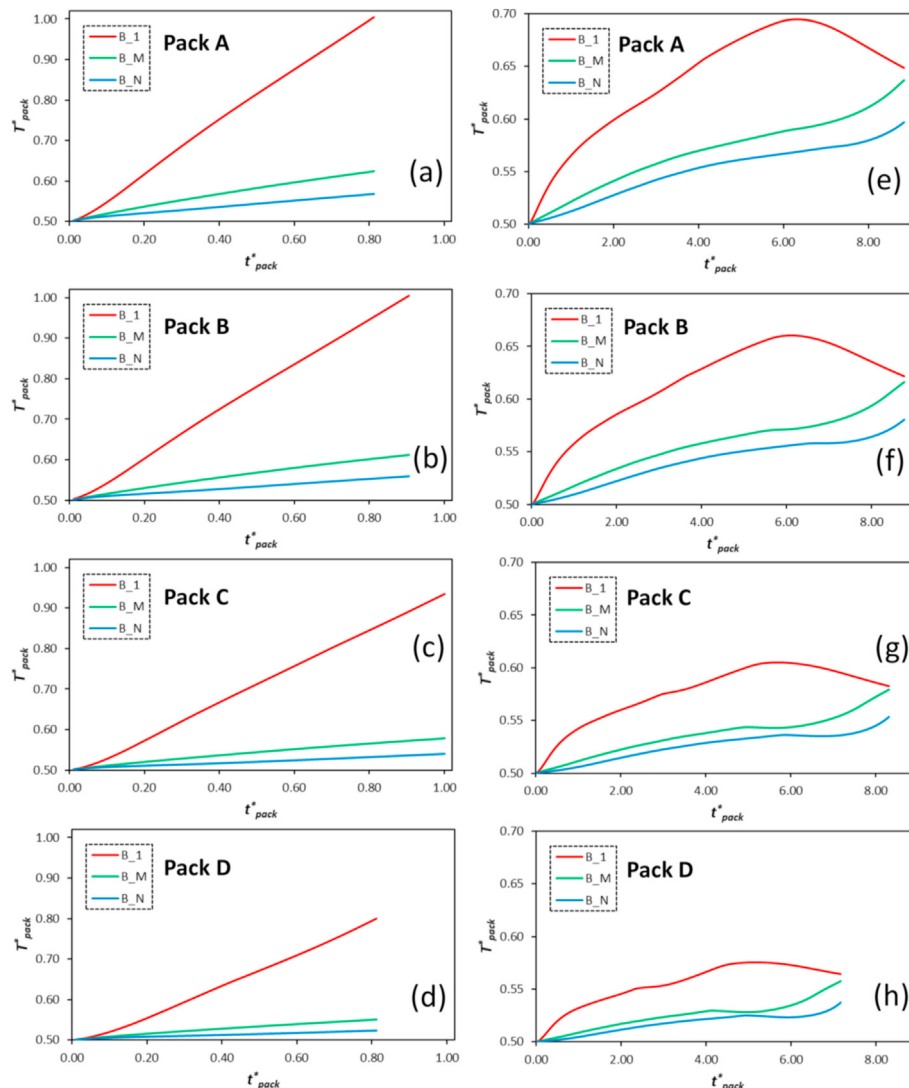 1.00
B_1
B_M
B_N
Pack A
0.90
0.80
0.70
0.60
0.50
T*pack
(a)
0.00 0.20 0.40 0.60 0.80 1.00
t*pack
0.70
B_1
B_M
B_N
Pack A
0.65
0.60
0.55
0.50
T*pack
(e)
0.00 2.00 4.00 6.00 8.00
t*pack
1.00
B_1
B_M
B_N
Pack B
0.90
0.80
0.70
0.60
0.50
T*pack
(b)
0.00 0.20 0.40 0.60 0.80 1.00
t*pack
0.70
B_1
B_M
B_N
Pack B
0.65
0.60
0.55
0.50
T*pack
(f)
0.00 2.00 4.00 6.00 8.00
t*pack
1.00
B_1
B_M
B_N
Pack C
0.90
0.80
0.70
0.60
0.50
T*pack
(c)
0.00 0.20 0.40 0.60 0.80 1.00
t*pack
0.70
B_1
B_M
B_N
Pack C
0.65
0.60
0.55
0.50
T*pack
(g)
0.00 2.00 4.00 6.00 8.00
t*pack
1.00
B_1
B_M
B_N
Pack D
0.90
0.80
0.70
0.60
0.50
T*pack
(d)
0.00 0.20 0.40 0.60 0.80 1.00
t*pack
0.70
B_1
B_M
B_N
Pack D
0.65
0.60
0.55
0.50
T*pack
(h)
0.00 2.00 4.00 6.00 8.00
t*pack